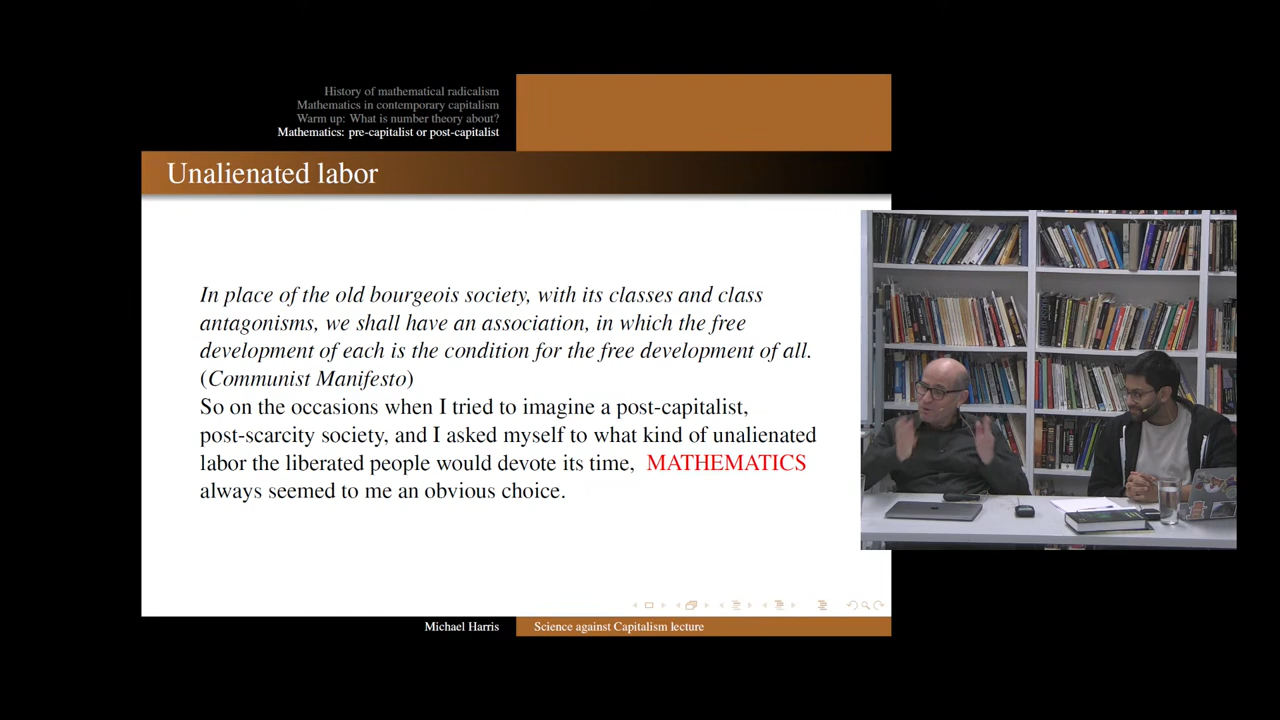 History of mathematical radicalism
Mathematics in contemporary capitalism
Warm up: What is number theory about?
Mathematics: pre-capitalist or post-capitalist
Unalienated labor
In place of the old bourgeois society, with its classes and class
antagonisms, we shall have an association, in which the free
development of each is the condition for the free development of all.
(Communist Manifesto)
So on the occasions when I tried to imagine a post-capitalist,
post-scarcity society, and I asked myself to what kind of unalienated
labor the liberated people would devote its time, MATHEMATICS
always seemed to me an obvious choice.
Michael Harris
Science against Capitalism lecture